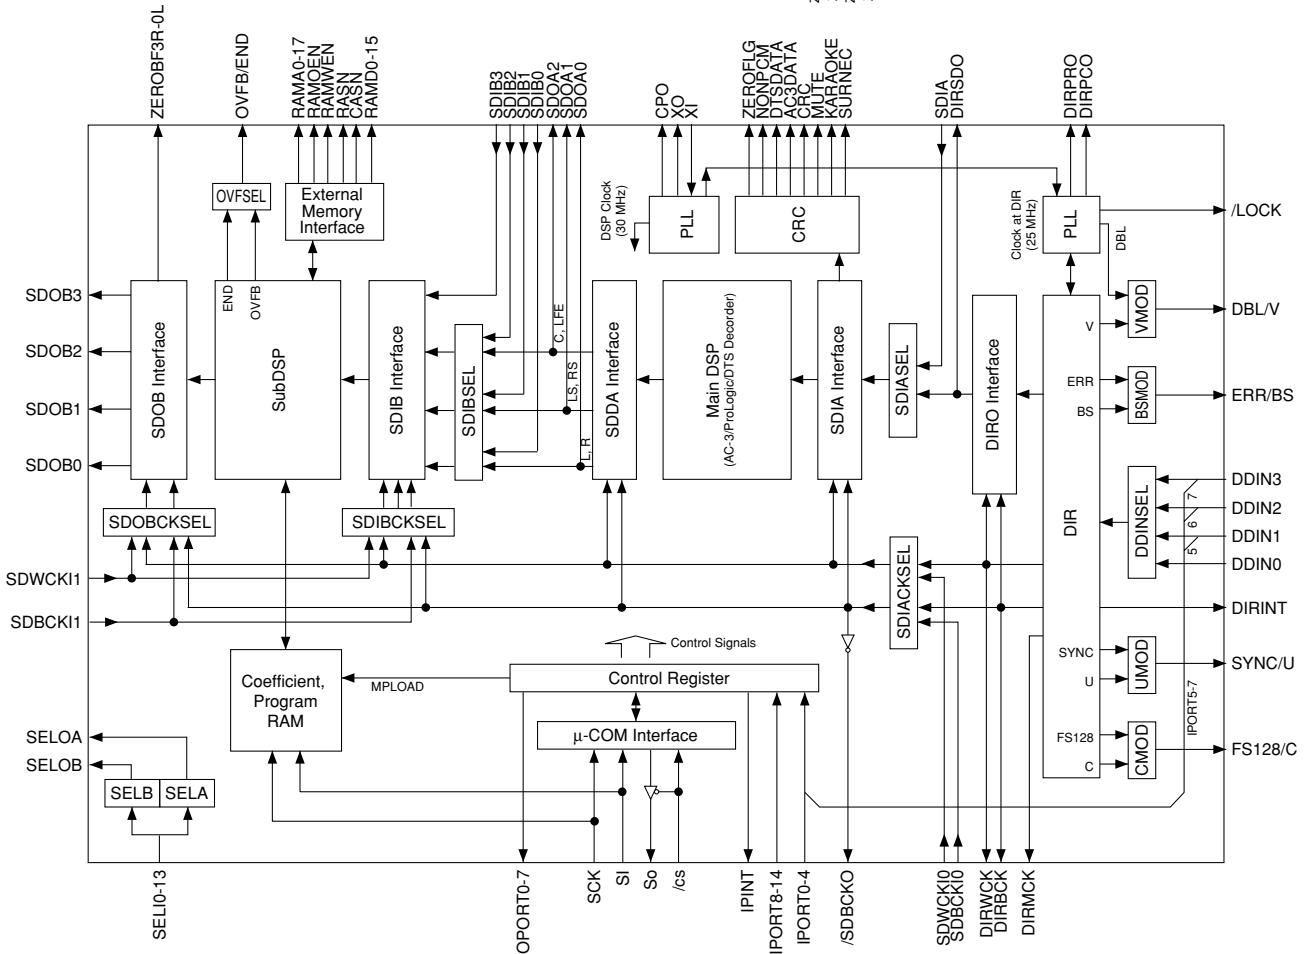 ZEROBF3R-0L
OVFB/END
RAMA0-17
RAMOEN
RAMWEN
RASN
CASN
RAMD0-15
SDIB3
SDIB2
SDIB1
SDIB0
SDOA2
SDOA1
SDOA0
CPO
XO
XI
ZEROFLG
NONPCM
DTSDATA
AC3DATA
CRC
MUTE
KARAOKE
SURNEC
SDIA
DIRSDO
DIRPRO
DIRPCO
OVFSEL
External
Memory
Interface
DSP Clock
(30 MHz)
PLL
CRC
Clock at DIR
(25 MHz)
PLL
DBL
/LOCK
SDOB3
SDOB2
SDOB1
SDOB0
SDOB Interface
END
OVFB
SubDSP
SDIB Interface
SDIBSEL
C, LFE
LS, RS
L, R
SDDA Interface
Main DSP
(AC-3/ProLogic/DTS Decorder)
SDIA Interface
SDIASEL
DIRO Interface
DIR
V
VMOD
DBL/V
ERR
BS
BSMOD
ERR/BS
DDINSEL
DDIN3
DDIN2
DDIN1
DDIN0
7
6
5
SDOBCKSEL
SDIBCKSEL
SDIACKSEL
SDWCKI1
SDBCKI1
DIRINT
Control Signals
Coefficient,
Program
RAM
MPLOAD
Control Register
μ-COM Interface
SYNC
U
UMOD
SYNC/U
IPORT5-7
FS128
C
CMOD
FS128/C
SELOA
SELOB
SELB
SELA
SELI0-13
OPORT0-7
SCK
SI
So
/cs
IPINT
IPORT8-14
IPORT0-4
/SDBCKO
SDWCKI0
SDBCKI0
DIRWCK
DIRBCK
DIRMCK